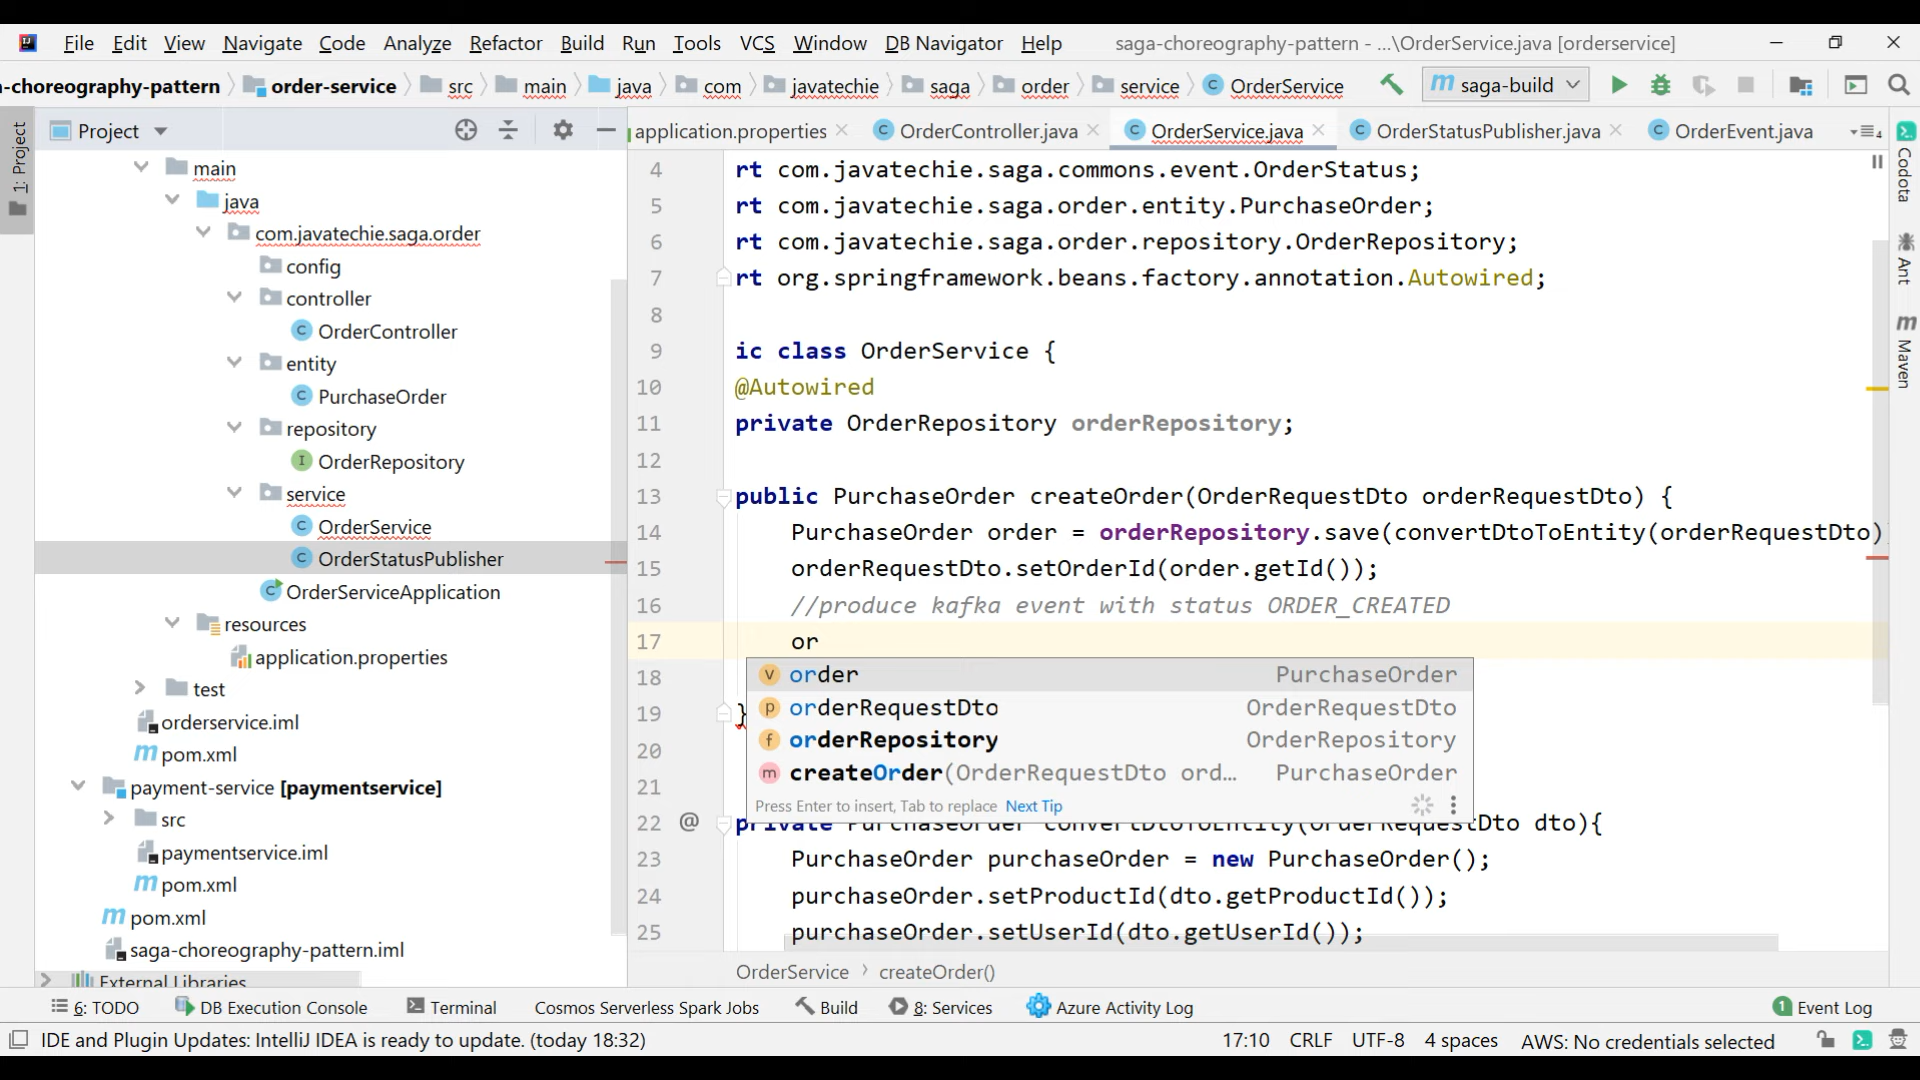 File Edit View Navigate Code Analyze Refactor Build Run Tools VCS Window DB Navigator Help saga-choreography-pattern - ...\OrderService.java [orderservice]
-choreography-pattern order-service src main java com javatechie saga order service OrderService saga-build
Project
application.properties OrderController.java OrderService.java OrderStatusPublisher.java OrderEvent.java
1: Project
main
java
com.javatechie.saga.order
config
controller
OrderController
entity
PurchaseOrder
repository
OrderRepository
service
OrderService
OrderStatusPublisher
OrderServiceApplication
resources
application.properties
test
orderservice.iml
pom.xml
payment-service [paymentservice]
src
paymentservice.iml
pom.xml
pom.xml
saga-choreography-pattern.iml
External Libraries
4 rt com.javatechie.saga.commons.event.OrderStatus;
5 rt com.javatechie.saga.order.entity.PurchaseOrder;
6 rt com.javatechie.saga.order.repository.OrderRepository;
7 rt org.springframework.beans.factory.annotation.Autowired;
8
9 ic class OrderService {
10 @Autowired
11 private OrderRepository orderRepository;
12
13 public PurchaseOrder createOrder(OrderRequestDto orderRequestDto) {
14 PurchaseOrder order = orderRepository.save(convertDtoToEntity(orderRequestDto)
15 orderRequestDto.setOrderId(order.getId());
16 //produce kafka event with status ORDER_CREATED
17 or
18
19 }
20
21
order PurchaseOrder
orderRequestDto OrderRequestDto
orderRepository OrderRepository
createOrder(OrderRequestDto ord... PurchaseOrder
Press Enter to insert, Tab to replace Next Tip
22 @ private PurchaseOrder convertDtoToEntity(OrderRequestDto dto){
23 PurchaseOrder purchaseOrder = new PurchaseOrder();
24 purchaseOrder.setProductId(dto.getProductId());
25 purchaseOrder.setUserId(dto.getUserId());
OrderService createOrder()
Codota
Ant
Maven
6: TODO DB Execution Console Terminal Cosmos Serverless Spark Jobs Build 8: Services Azure Activity Log 1 Event Log
IDE and Plugin Updates: IntelliJ IDEA is ready to update. (today 18:32) 17:10 CRLF UTF-8 4 spaces AWS: No credentials selected